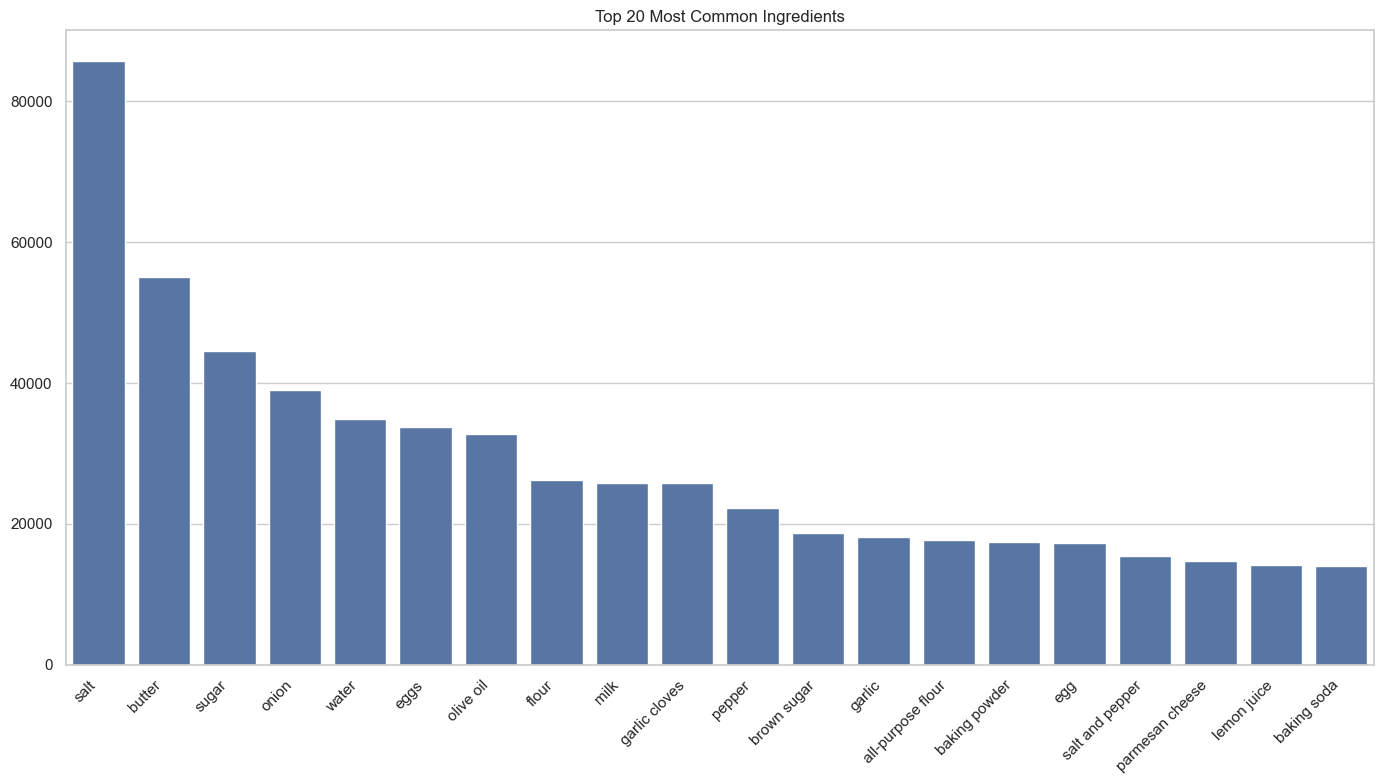 Top 20 Most Common Ingredients
80000
60000
40000
20000
0
salt
butter
sugar
onion
water
eggs
olive oil
flour
milk
garlic cloves
pepper
brown sugar
garlic
all-purpose flour
baking powder
egg
salt and pepper
parmesan cheese
lemon juice
baking soda